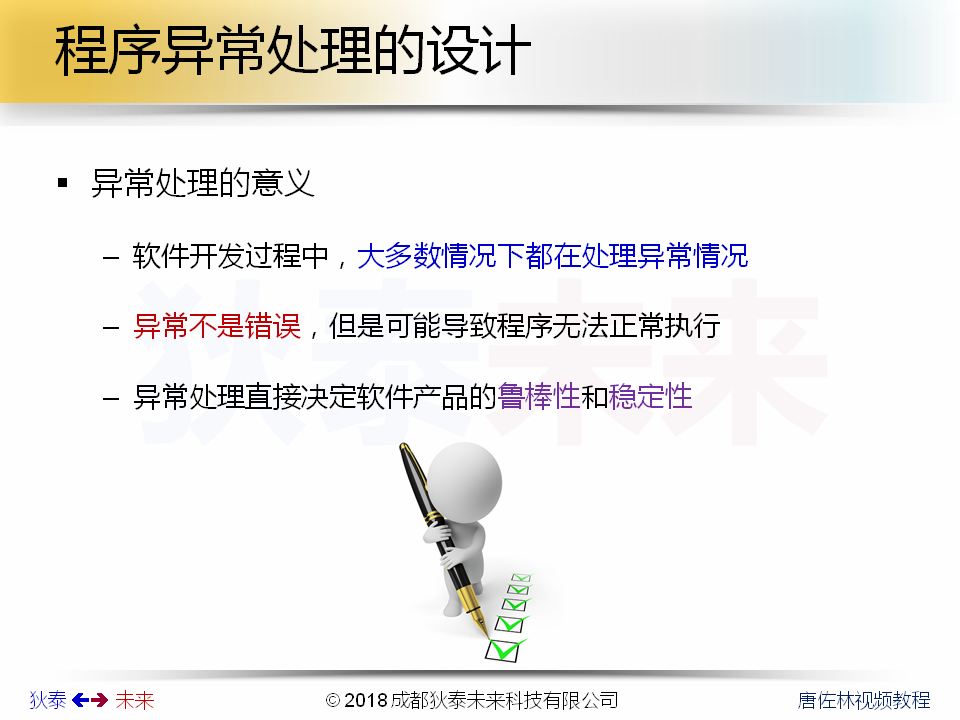 程序异常处理的设计
▪ 异常处理的意义
– 软件开发过程中，大多数情况下都在处理异常情况
– 异常不是错误，但是可能导致程序无法正常执行
– 异常处理直接决定软件产品的鲁棒性和稳定性
狄泰未来
狄泰 未来
© 2018 成都狄泰未来科技有限公司
唐佐林视频教程